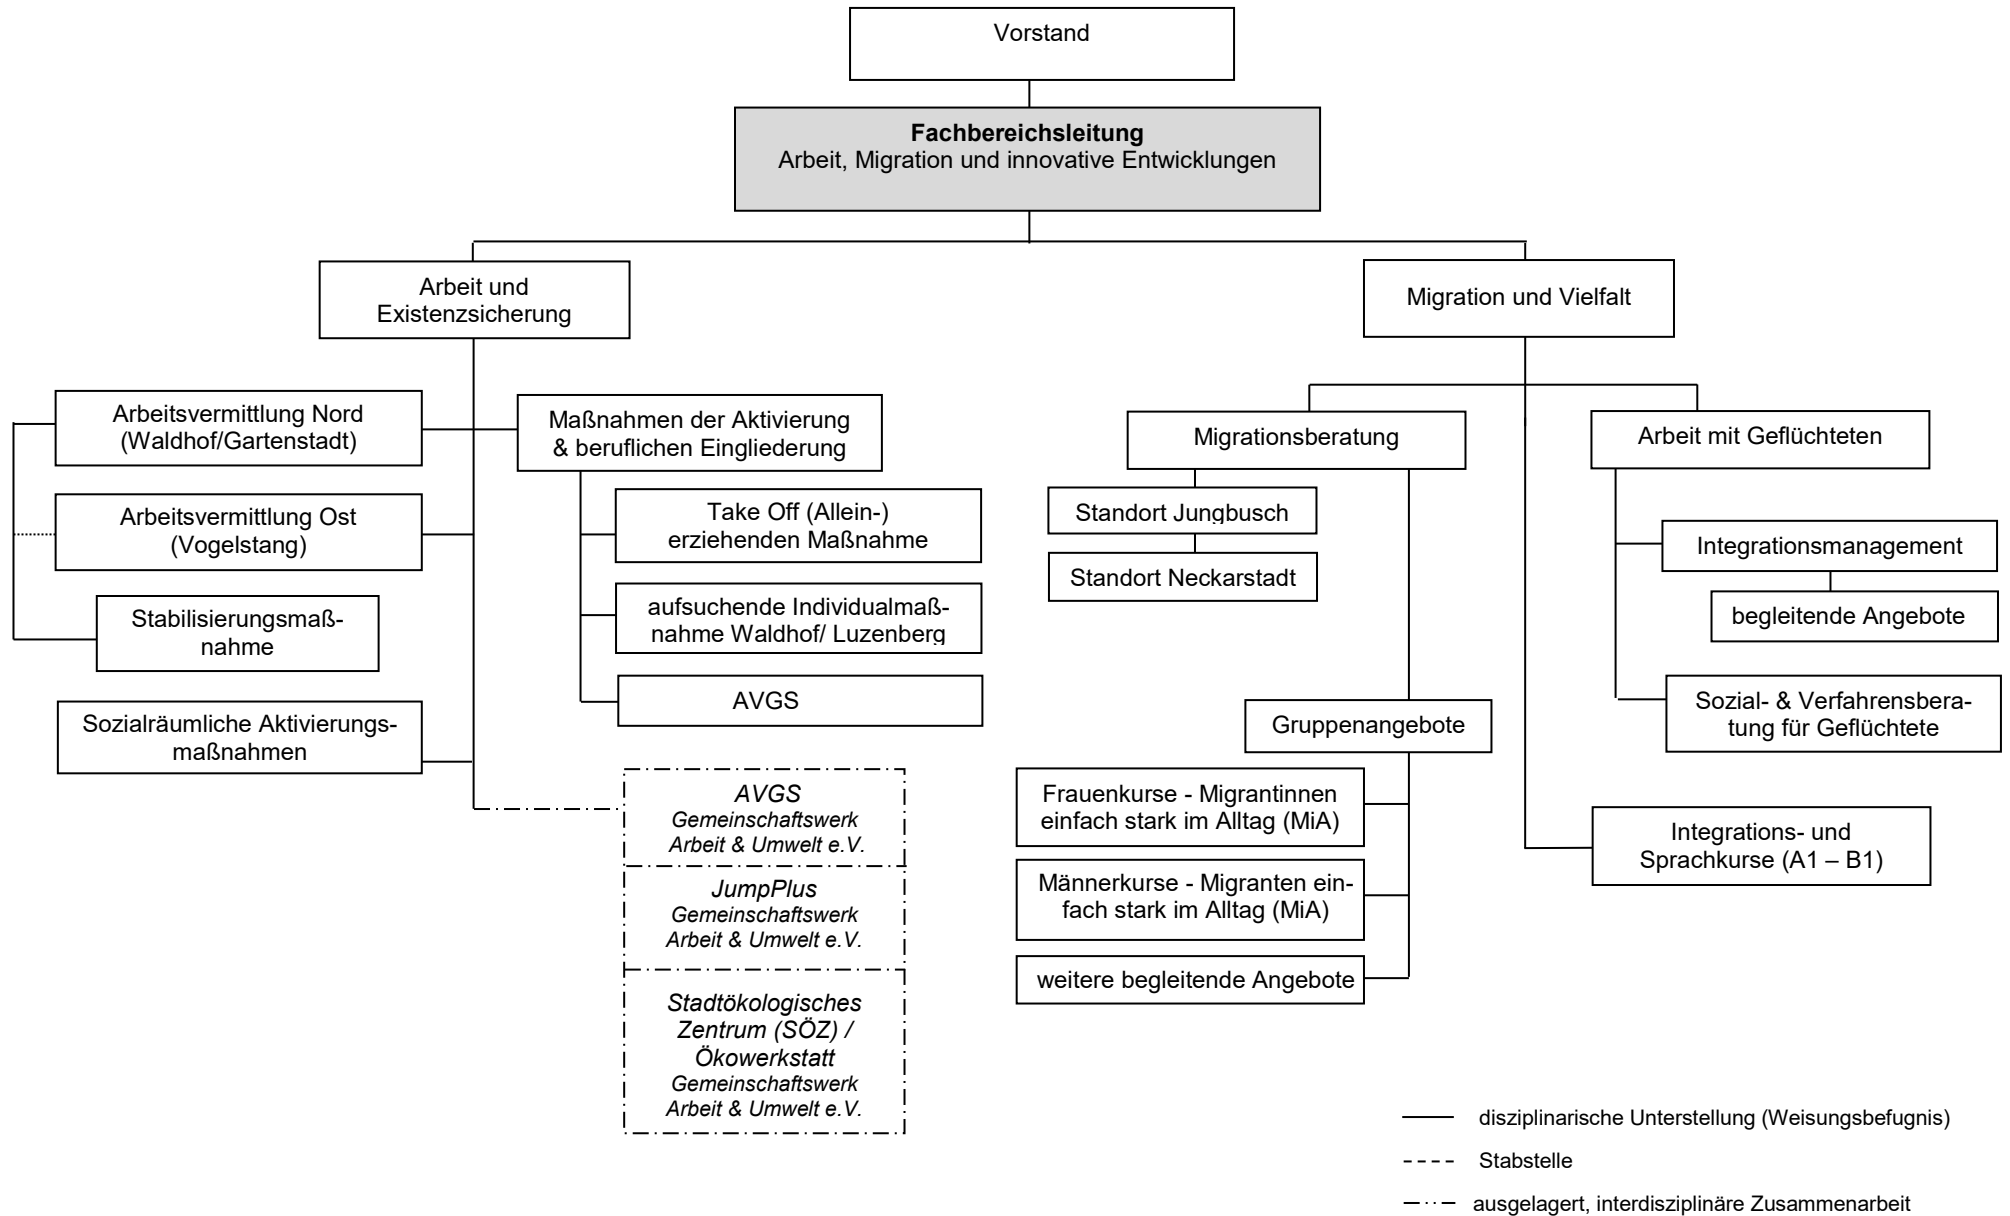 Vorstand
Fachbereichsleitung
Arbeit, Migration und innovative Entwicklungen
Arbeit und
Existenzsicherung
Migration und Vielfalt
Arbeitsvermittlung Nord
(Waldhof/Gartenstadt)
Maßnahmen der Aktivierung
& beruflichen Eingliederung
Arbeitsvermittlung Ost
(Vogelstang)
Take Off (Allein-)
erziehenden Maßnahme
Stabilisierungsmaß-
nahme
aufsuchende Individualmaß-
nahme Waldhof/ Luzenberg
Sozialräumliche Aktivierungs-
maßnahmen
AVGS
AVGS
Gemeinschaftswerk
Arbeit & Umwelt e.V.
JumpPlus
Gemeinschaftswerk
Arbeit & Umwelt e.V.
Stadtökologisches
Zentrum (SÖZ) /
Ökowerkstatt
Gemeinschaftswerk
Arbeit & Umwelt e.V.
Migrationsberatung
Standort Jungbusch
Standort Neckarstadt
Gruppenangebote
Frauenkurse - Migrantinnen
einfach stark im Alltag (MiA)
Männerkurse - Migranten ein-
fach stark im Alltag (MiA)
weitere begleitende Angebote
Arbeit mit Geflüchteten
Integrationsmanagement
begleitende Angebote
Sozial- & Verfahrensbera-
tung für Geflüchtete
Integrations- und
Sprachkurse (A1 – B1)
disziplinarische Unterstellung (Weisungsbefugnis)
Stabstelle
ausgelagert, interdisziplinäre Zusammenarbeit